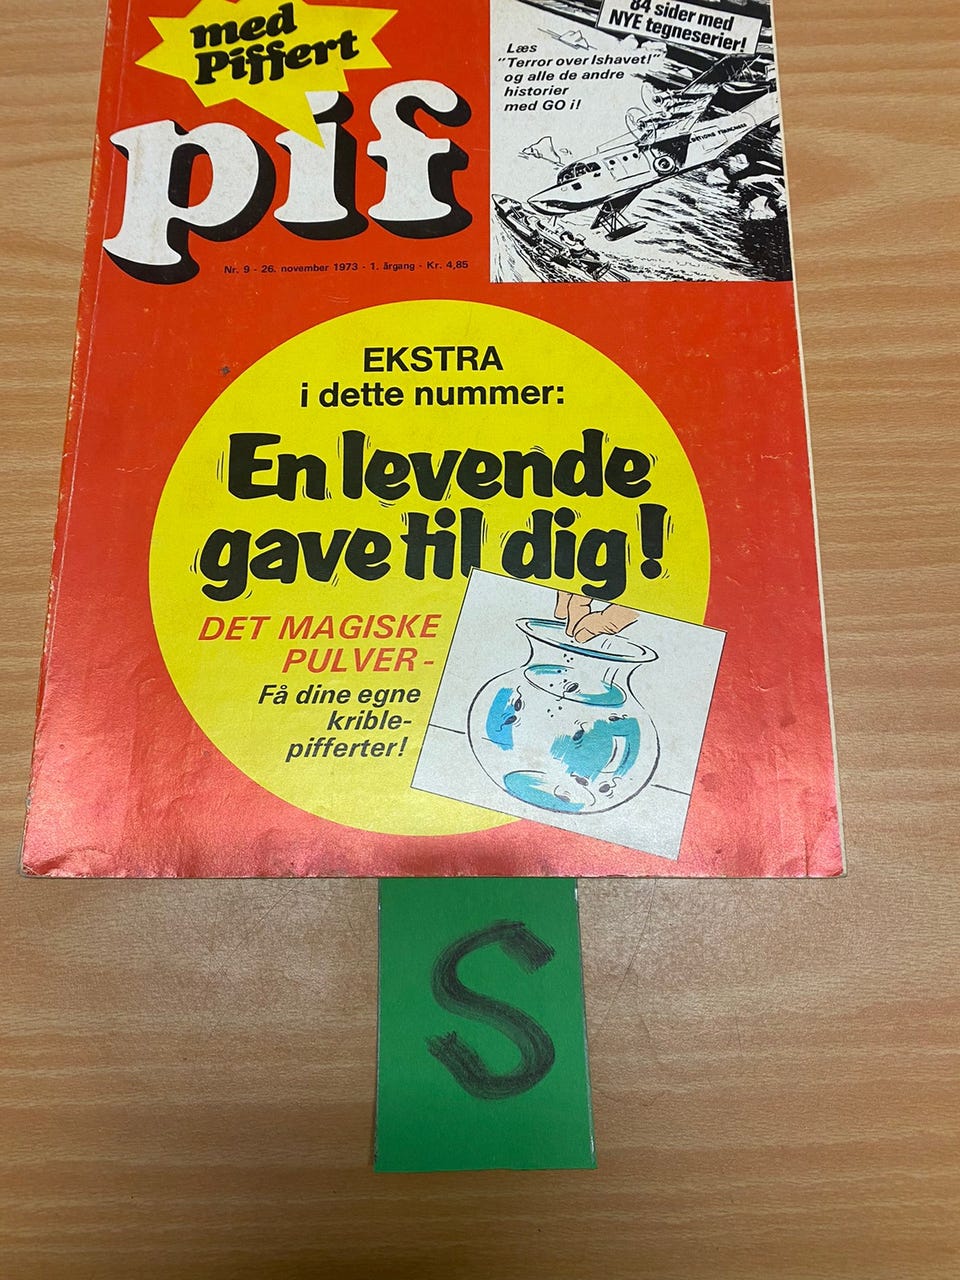 med
Piffert
pif
Nr. 9 - 26. november 1973 - 1. årgang - Kr. 4,85
84 sider med
NYE tegneserier!
Læs
"Terror over Ishavet!"
og alle de andre
historier
med GO i!
EKSTRA
i dette nummer:
En levende
gave til dig!
DET MAGISKE
PULVER-
Få dine egne
krible-
pifferter!
S